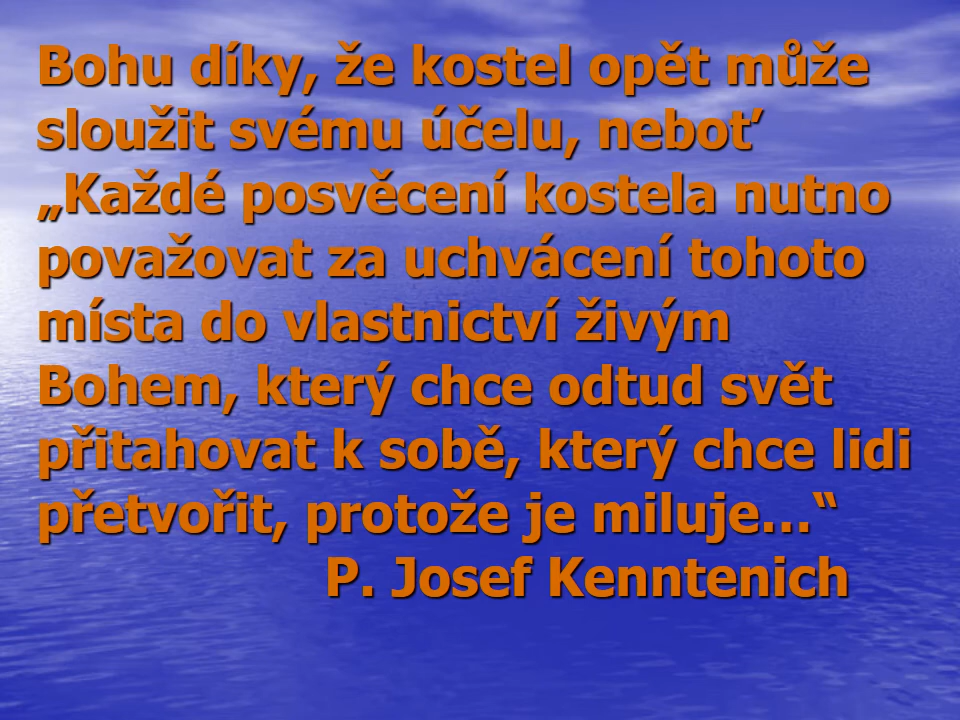 Bohu díky, že kostel opět může
sloužit svému účelu, neboť
„Každé posvěcení kostela nutno
považovat za uchvácení tohoto
místa do vlastnictví živým
Bohem, který chce odtud svět
přitahovat k sobě, který chce lidi
přetvořit, protože je miluje…“
P. Josef Kenntenich